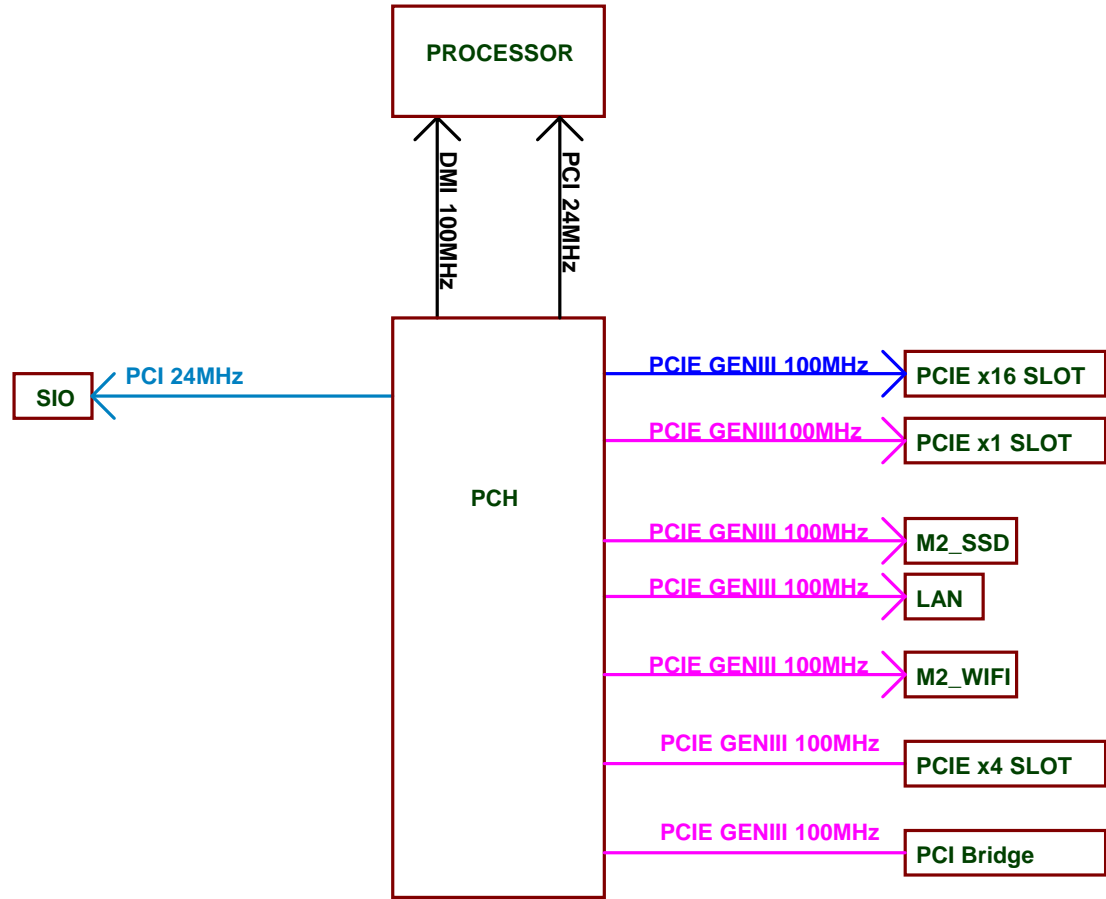 PROCESSOR
DMI 100MHz
PCI 24MHz
PCI 24MHz
SIO
PCH
PCIE GENIII 100MHz
PCIE x16 SLOT
PCIE GENIII100MHz
PCIE x1 SLOT
PCIE GENIII 100MHz
M2_SSD
PCIE GENIII 100MHz
LAN
PCIE GENIII 100MHz
M2_WIFI
PCIE GENIII 100MHz
PCIE x4 SLOT
PCIE GENIII 100MHz
PCI Bridge